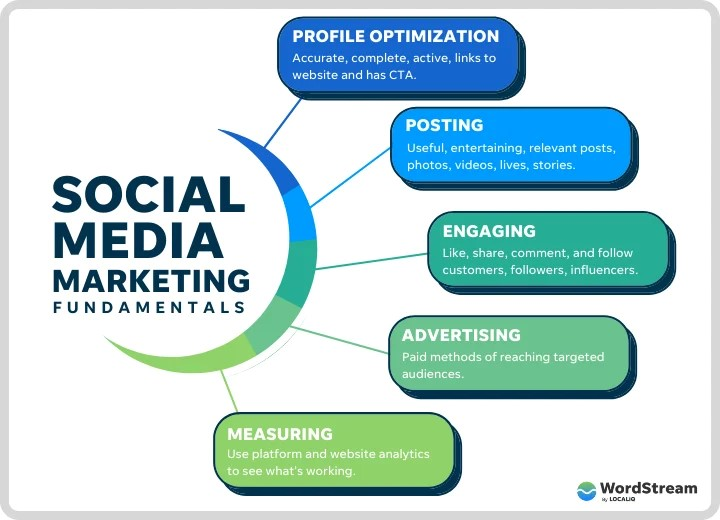 PROFILE OPTIMIZATION
Accurate, complete, active, links to
website and has CTA.
POSTING
Useful, entertaining, relevant posts,
photos, videos, lives, stories.
SOCIAL
MEDIA
MARKETING
FUNDAMENTALS
ENGAGING
Like, share, comment, and follow
customers, followers, influencers.
ADVERTISING
Paid methods of reaching targeted
audiences.
MEASURING
Use platform and website analytics
to see what's working.
WordStream
By LOCALiQ